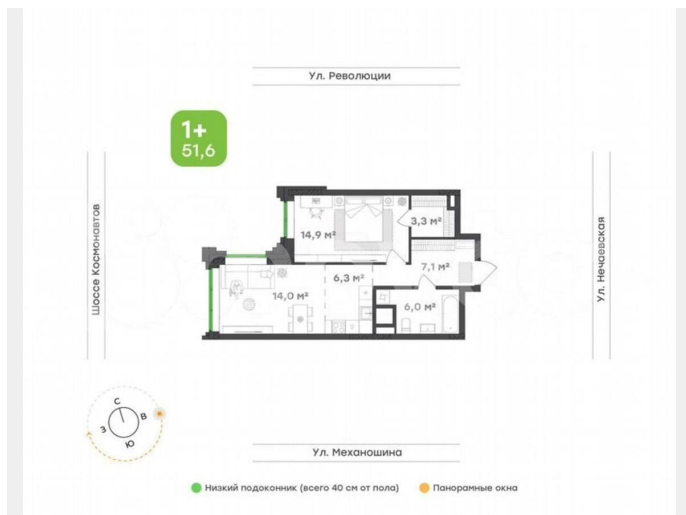 Ул. Революции
1+
51,6
Шоссе Космонавтов
Ул. Нечаевская
14,9 м²
3,3 м²
7,1 м²
6,3 м²
14,0 м²
6,0 м²
С
В
З
Ю
Ул. Механошина
Низкий подоконник (всего 40 см от пола)
Панорамные окна